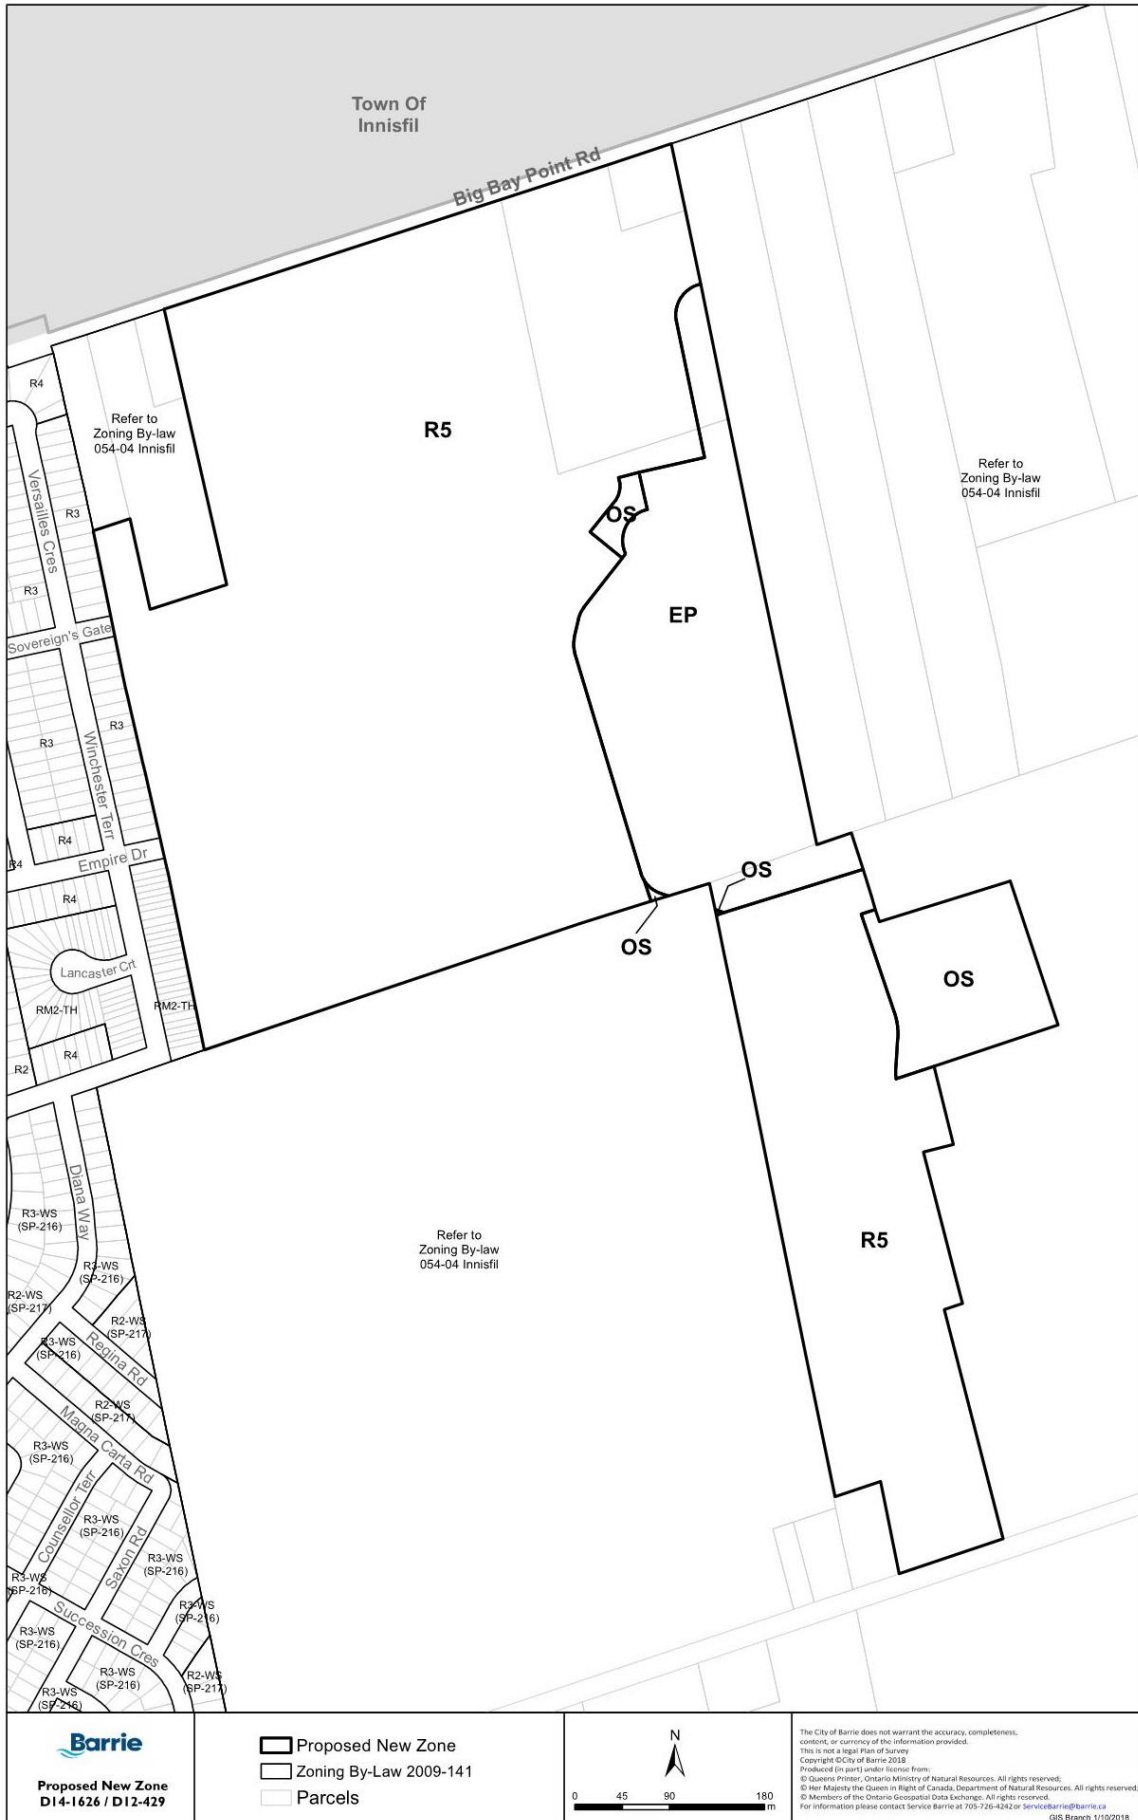 Town Of
Innisfil
Big Bay Point Rd
R4
Refer to
Zoning By-law
054-04 Innisfil
R5
Refer to
Zoning By-law
054-04 Innisfil
Versailles Cres
R3
OS
R3
EP
Sovereign's Gate
R3
R3
Winchester Terr
R4
Empire Dr
R4
OS
R4
OS
Lancaster Crt
OS
RM2-TH
RM2-TH
R4
R2
Diana Way
R3-WS
(SP-216)
Refer to
Zoning By-law
054-04 Innisfil
R5
R3-WS
(SP-216)
R2-WS
(SP-217)
R2-WS
(SP-217)
R3-WS
(SP-216)
Regina Rd
R2-WS
(SP-217)
Magna Carta Rd
R3-WS
(SP-216)
Counsellor Terr
R3-WS
(SP-216)
Saxon Rd
R3-WS
(SP-216)
R3-WS
(SP-216)
R3-WS
(SP-216)
Succession Cres
R3-WS
(SP-216)
R3-WS
(SP-216)
R2-WS
(SP-217)
R3-WS
(SP-216)
Barrie
Proposed New Zone
D14-1626 / D12-429
Proposed New Zone
Zoning By-Law 2009-141
Parcels
N
0 45 90 180
m
The City of Barrie does not warrant the accuracy, completeness,
content, or currency of the information provided.
This is not a legal Plan of Survey
Copyright ©City of Barrie 2018
Produced (in part) under license from:
© Queens Printer, Ontario Ministry of Natural Resources. All rights reserved;
© Her Majesty the Queen in Right of Canada, Department of Natural Resources. All rights reserved;
© Members of the Ontario Geospatial Data Exchange. All rights reserved.
For information please contact Service Barrie at 705-726-4242or ServiceBarrie@barrie.ca
GIS Branch 1/10/2018